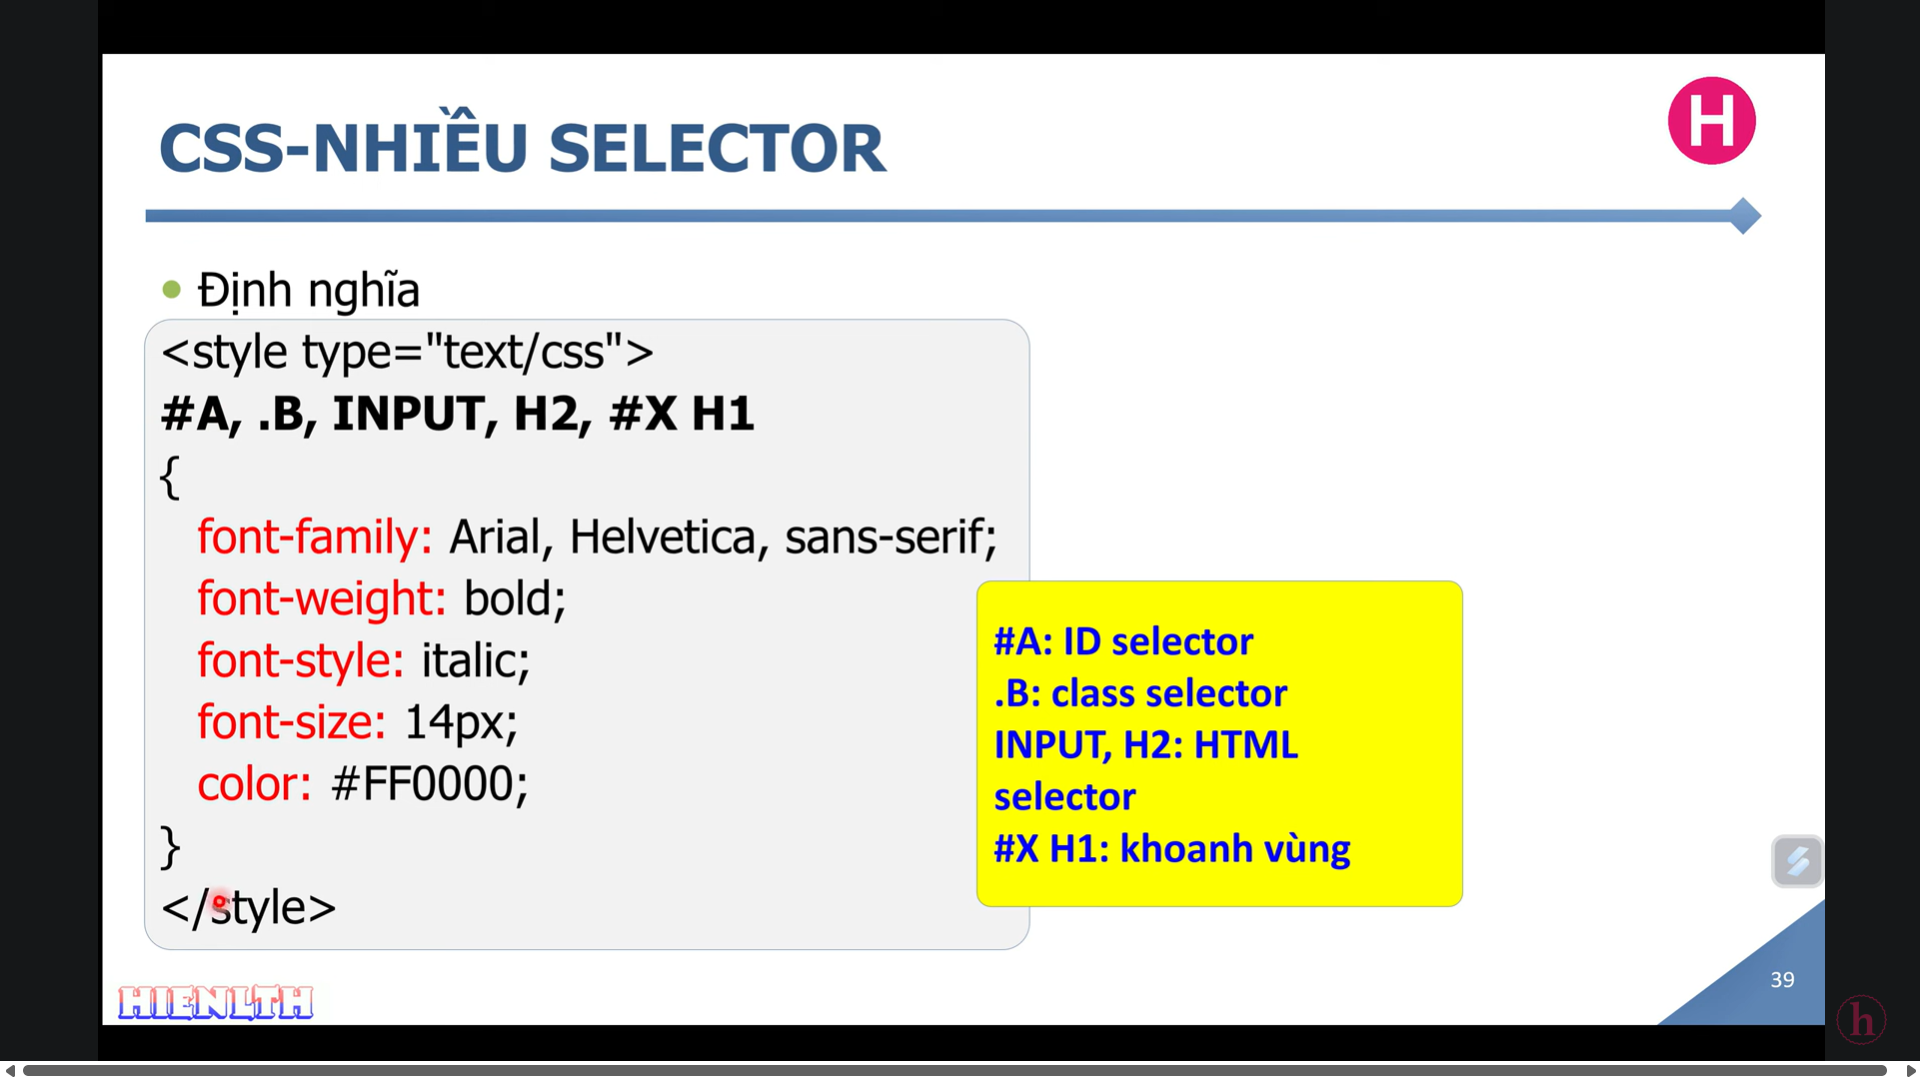 CSS-NHIỀU SELECTOR
H
Định nghĩa
<style type="text/css">
#A, .B, INPUT, H2, #X H1
{
font-family: Arial, Helvetica, sans-serif;
font-weight: bold;
font-style: italic;
font-size: 14px;
color: #FF0000;
}
</style>
#A: ID selector
.B: class selector
INPUT, H2: HTML
selector
#X H1: khoanh vùng
HIENLTH
39
h